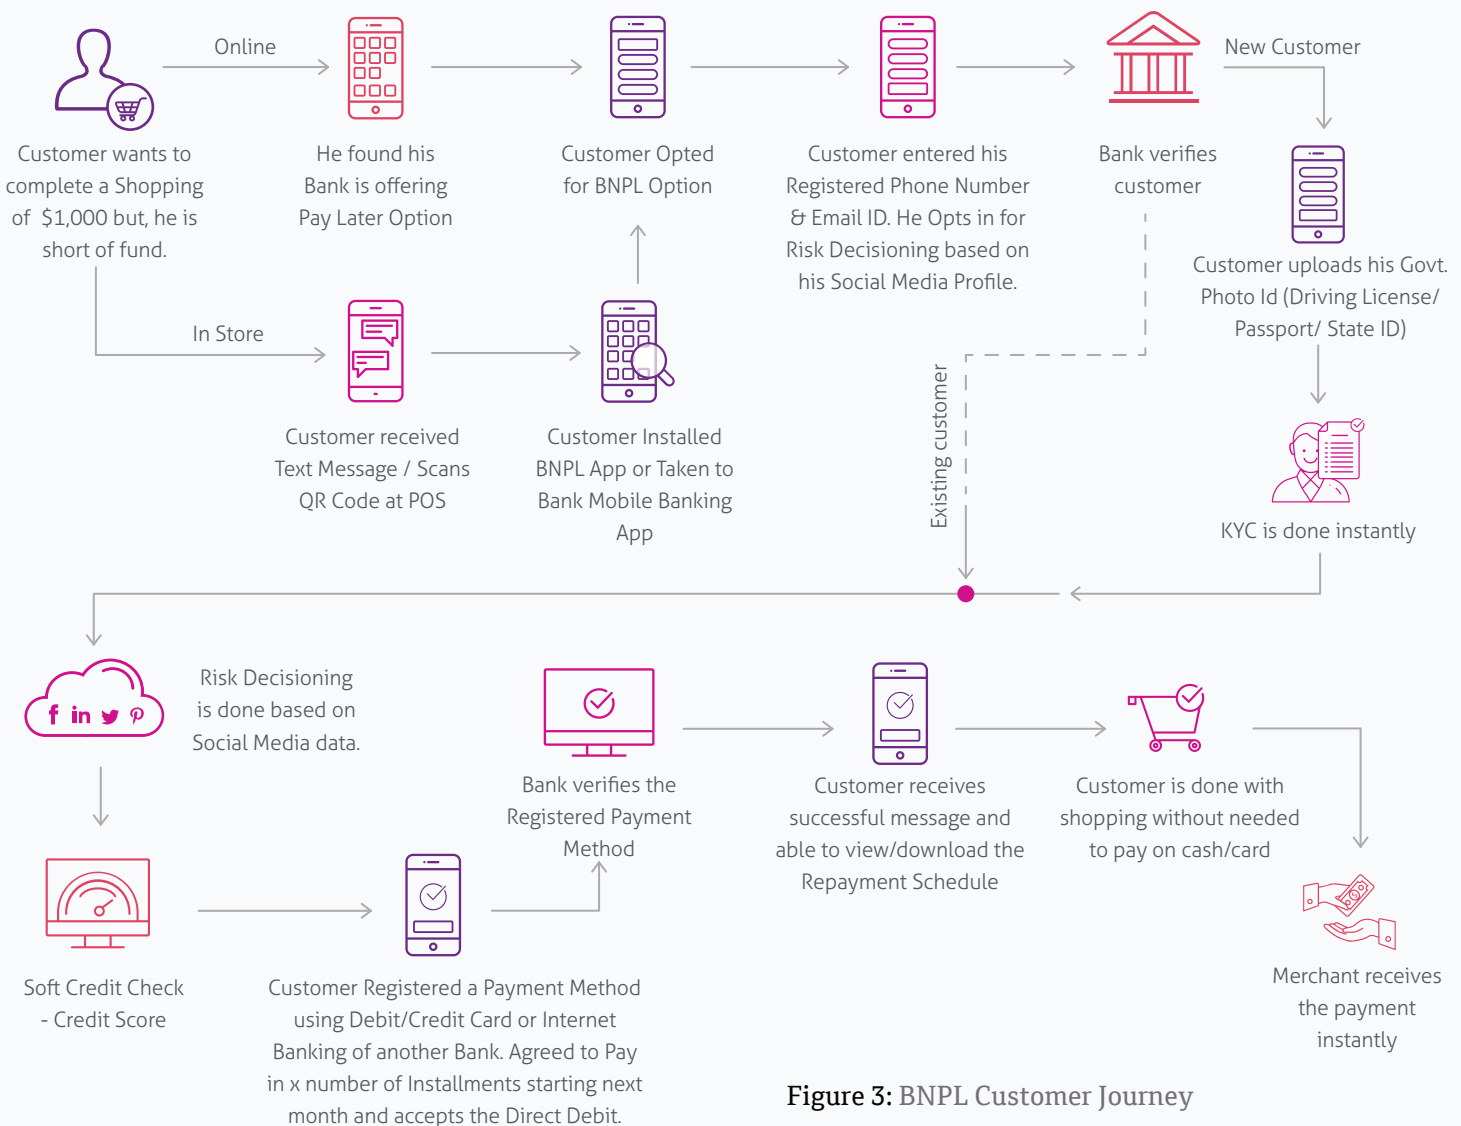 Online
New Customer
Customer wants to
complete a Shopping
of $1,000 but, he is
short of fund.
He found his
Bank is offering
Pay Later Option
Customer Opted
for BNPL Option
Customer entered his
Registered Phone Number
& Email ID. He Opts in for
Risk Decisioning based on
his Social Media Profile.
Bank verifies
customer
Customer uploads his Govt.
Photo Id (Driving License/
Passport/ State ID)
In Store
Customer received
Text Message / Scans
QR Code at POS
Customer Installed
BNPL App or Taken to
Bank Mobile Banking
App
Existing customer
KYC is done instantly
f in
Risk Decisioning
is done based on
Social Media data.
Soft Credit Check
- Credit Score
Customer Registered a Payment Method
using Debit/Credit Card or Internet
Banking of another Bank. Agreed to Pay
in x number of Installments starting next
month and accepts the Direct Debit.
Bank verifies the
Registered Payment
Method
Customer receives
successful message and
able to view/download the
Repayment Schedule
Customer is done with
shopping without needed
to pay on cash/card
Merchant receives
the payment
instantly
Figure 3: BNPL Customer Journey